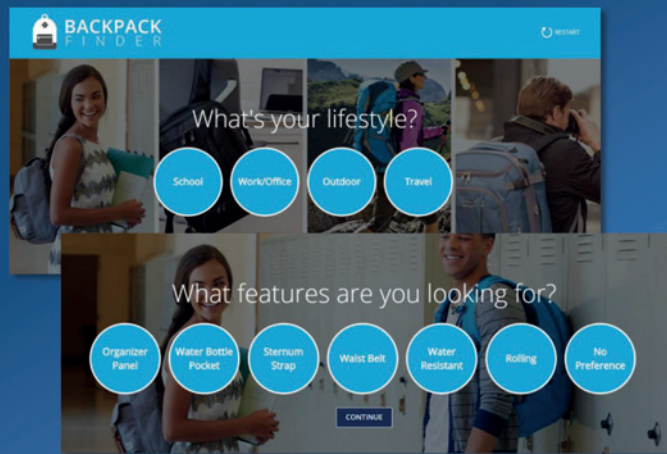 BACKPACK
FINDER
RESTART
What's your lifestyle?
School
Work/Office
Outdoor
Travel
What features are you looking for?
Organizer
Panel
Water Bottle
Pocket
Sternum
Strap
Waist Belt
Water
Resistant
Rolling
No
Preference
CONTINUE